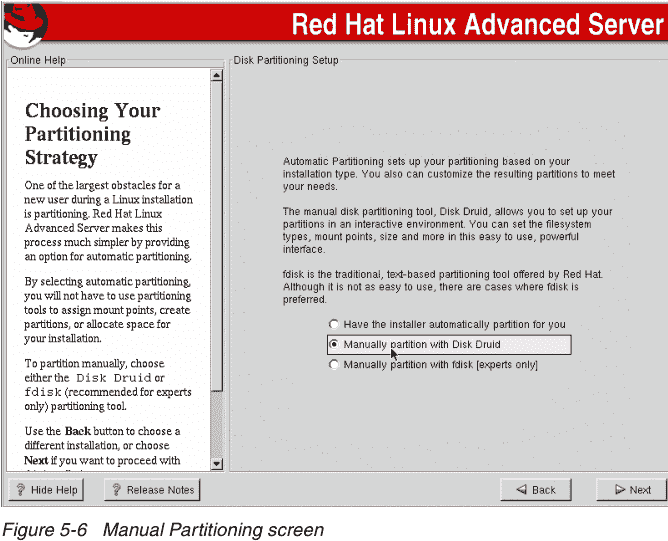 Red Hat Linux Advanced Server
Online Help
Choosing Your
Partitioning
Strategy
One of the largest obstacles for a
new user during a Linux installation
is partitioning. Red Hat Linux
Advanced Server makes this
process much simpler by providing
an option for automatic partitioning.
By selecting automatic partitioning,
you will not have to use partitioning
tools to assign mount points, create
partitions, or allocate space for
your installation.
To partition manually, choose
either the Disk Druid or
fdisk (recommended for experts
only) partitioning tool.
Use the Back button to choose a
different installation, or choose
Next if you want to proceed with
Disk Partitioning Setup
Automatic Partitioning sets up your partitioning based on your
installation type. You also can customize the resulting partitions to meet
your needs.
The manual disk partitioning tool, Disk Druid, allows you to set up your
partitions in an interactive environment. You can set the filesystem
types, mount points, size and more in this easy to use, powerful
interface.
fdisk is the traditional, text-based partitioning tool offered by Red Hat.
Although it is not as easy to use, there are cases where fdisk is
preferred.
Have the installer automatically partition for you
Manually partition with Disk Druid
Manually partition with fdisk [experts only]
Hide Help
Release Notes
Back
Next
Figure 5-6 Manual Partitioning screen